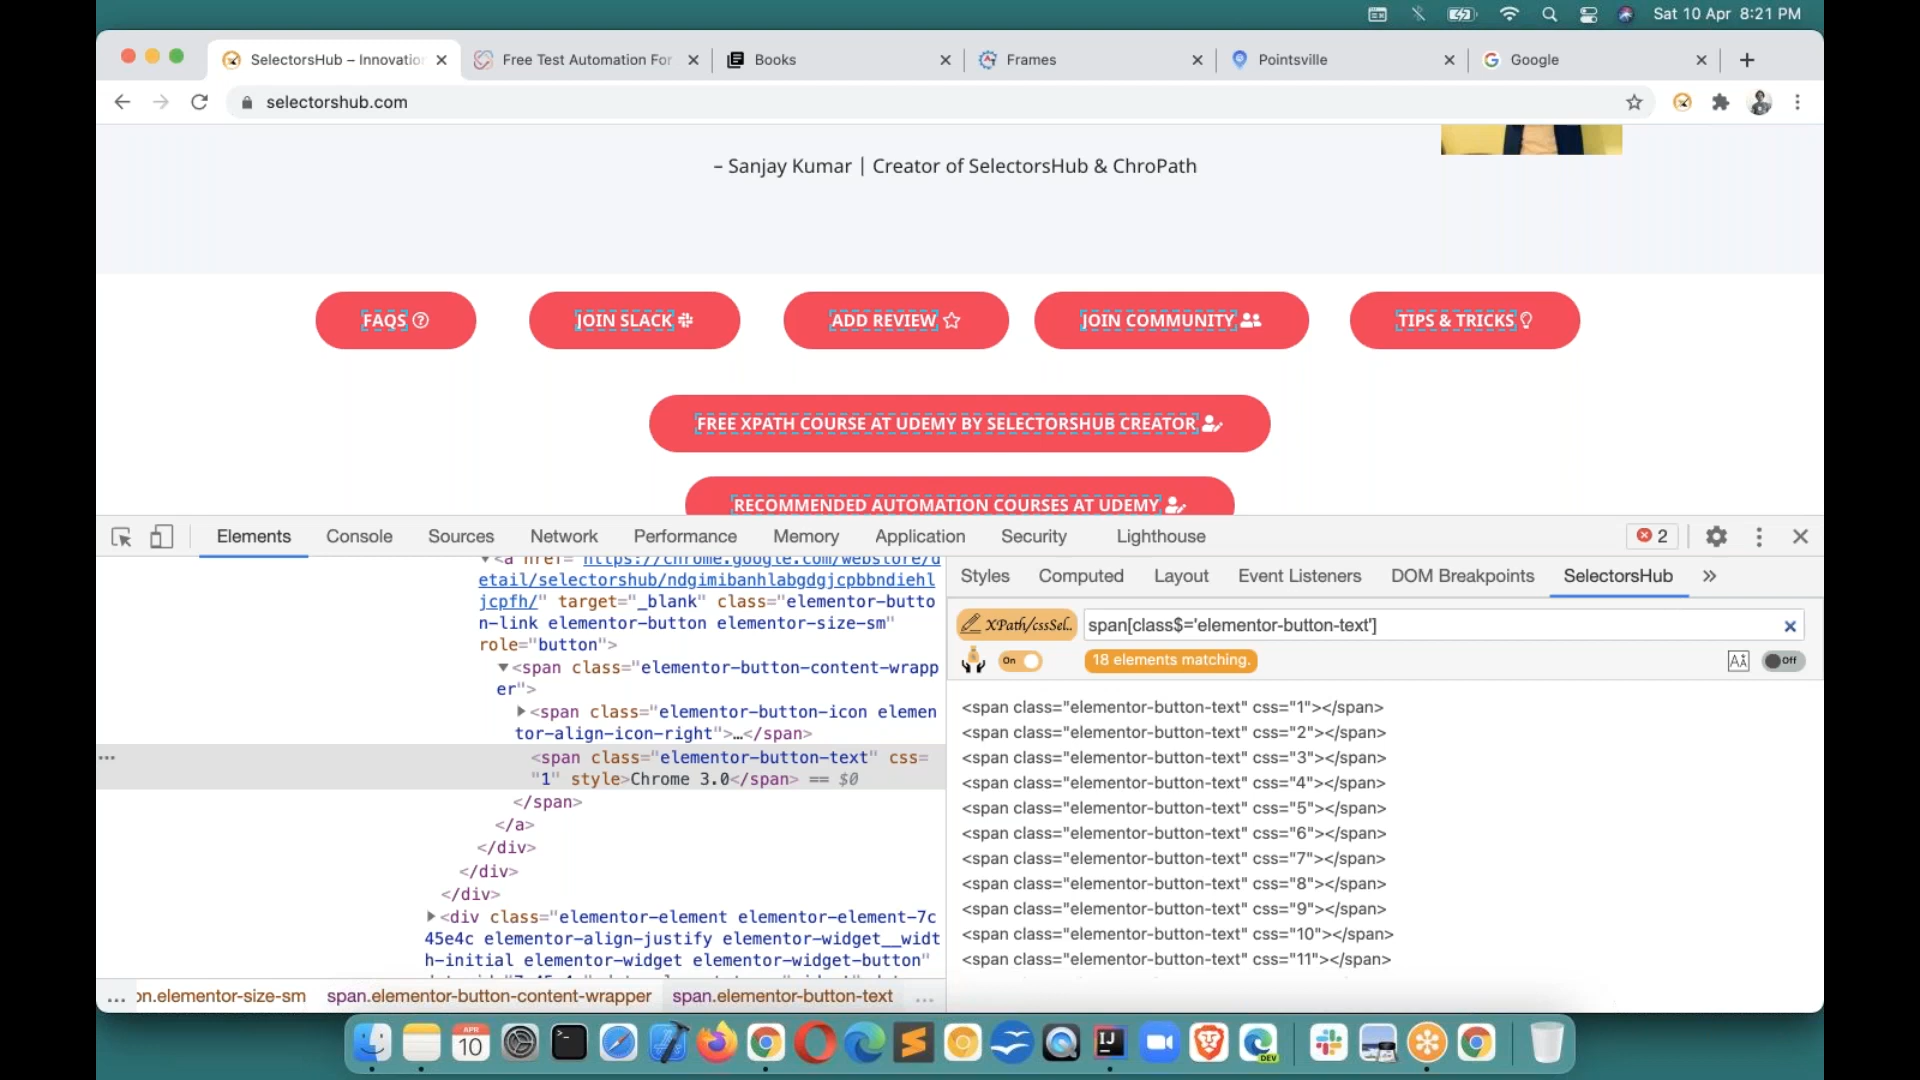 Sat 10 Apr 8:21 PM
SelectorsHub – Innovatio
Free Test Automation For
Books
Frames
Pointsville
Google
selectorshub.com
– Sanjay Kumar | Creator of SelectorsHub & ChroPath
FAQS
JOIN SLACK
ADD REVIEW
JOIN COMMUNITY
TIPS & TRICKS
FREE XPATH COURSE AT UDEMY BY SELECTORSHUB CREATOR
RECOMMENDED AUTOMATION COURSES AT UDEMY
Elements Console Sources Network Performance Memory Application Security Lighthouse 2
<a href="https://chrome.google.com/webstore/d
etail/selectorshub/ndgimibanhlabgdgjcpbbndiehl
jcpfh/" target="_blank" class="elementor-butto
n-link elementor-button elementor-size-sm"
role="button">
<span class="elementor-button-content-wrapp
er">
<span class="elementor-button-icon elemen
tor-align-icon-right">…</span>
<span class="elementor-button-text" css=
"1" style>Chrome 3.0</span> == $0
</span>
</a>
</div>
</div>
</div>
<div class="elementor-element elementor-element-7c
45e4c elementor-align-justify elementor-widget__widt
h-initial elementor-widget elementor-widget-button"
... on.elementor-size-sm span.elementor-button-content-wrapper span.elementor-button-text ...
Styles Computed Layout Event Listeners DOM Breakpoints SelectorsHub »
XPath/cssSel..
span[class$='elementor-button-text']
On
18 elements matching.
Off
<span class="elementor-button-text" css="1"></span>
<span class="elementor-button-text" css="2"></span>
<span class="elementor-button-text" css="3"></span>
<span class="elementor-button-text" css="4"></span>
<span class="elementor-button-text" css="5"></span>
<span class="elementor-button-text" css="6"></span>
<span class="elementor-button-text" css="7"></span>
<span class="elementor-button-text" css="8"></span>
<span class="elementor-button-text" css="9"></span>
<span class="elementor-button-text" css="10"></span>
<span class="elementor-button-text" css="11"></span>
APR
10
IJ
DEV